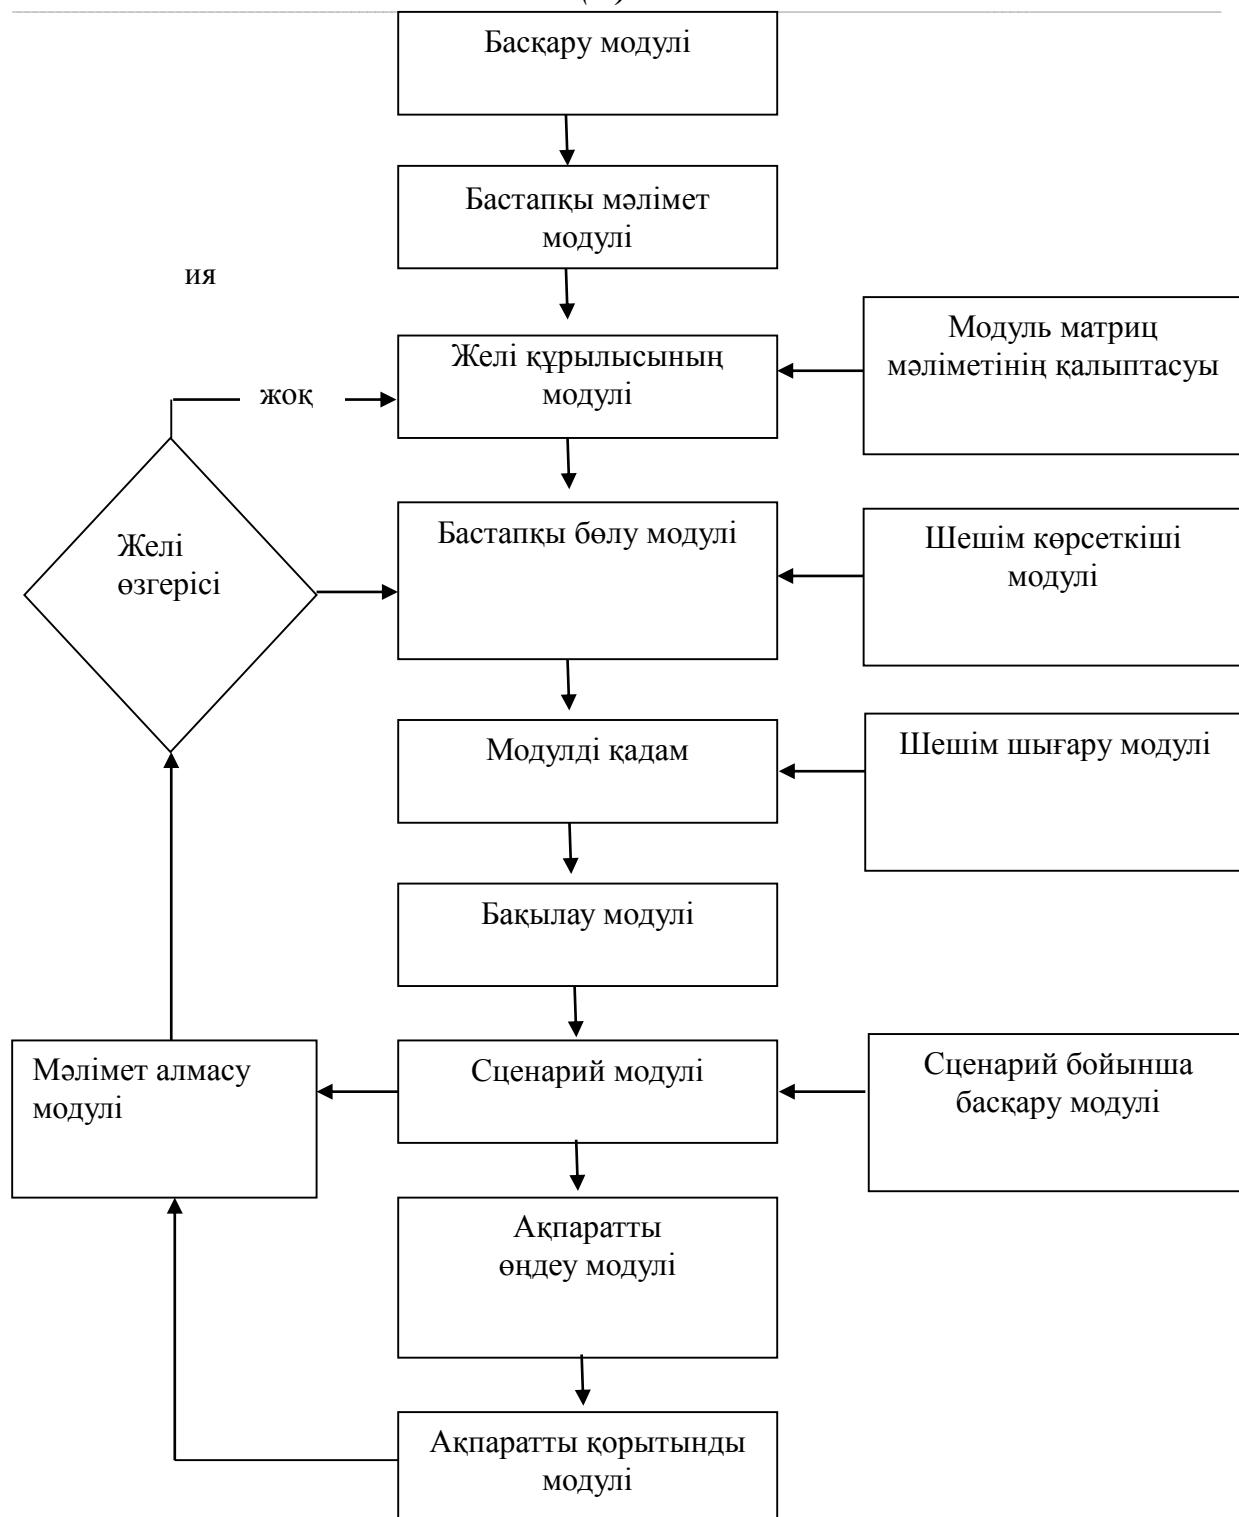 Басқару модулі
Бастапқы мәлімет
модулі
ия
Желі құрылысының
модулі
Модуль матриц
мәліметінің қалыптасуы
жоқ
Желі
өзгерісі
Бастапқы бөлу модулі
Шешім көрсеткіші
модулі
Модулді қадам
Шешім шығару модулі
Бақылау модулі
Мәлімет алмасу
модулі
Сценарий модулі
Сценарий бойынша
басқару модулі
Ақпаратты
өңдеу модулі
Ақпаратты қорытынды
модулі